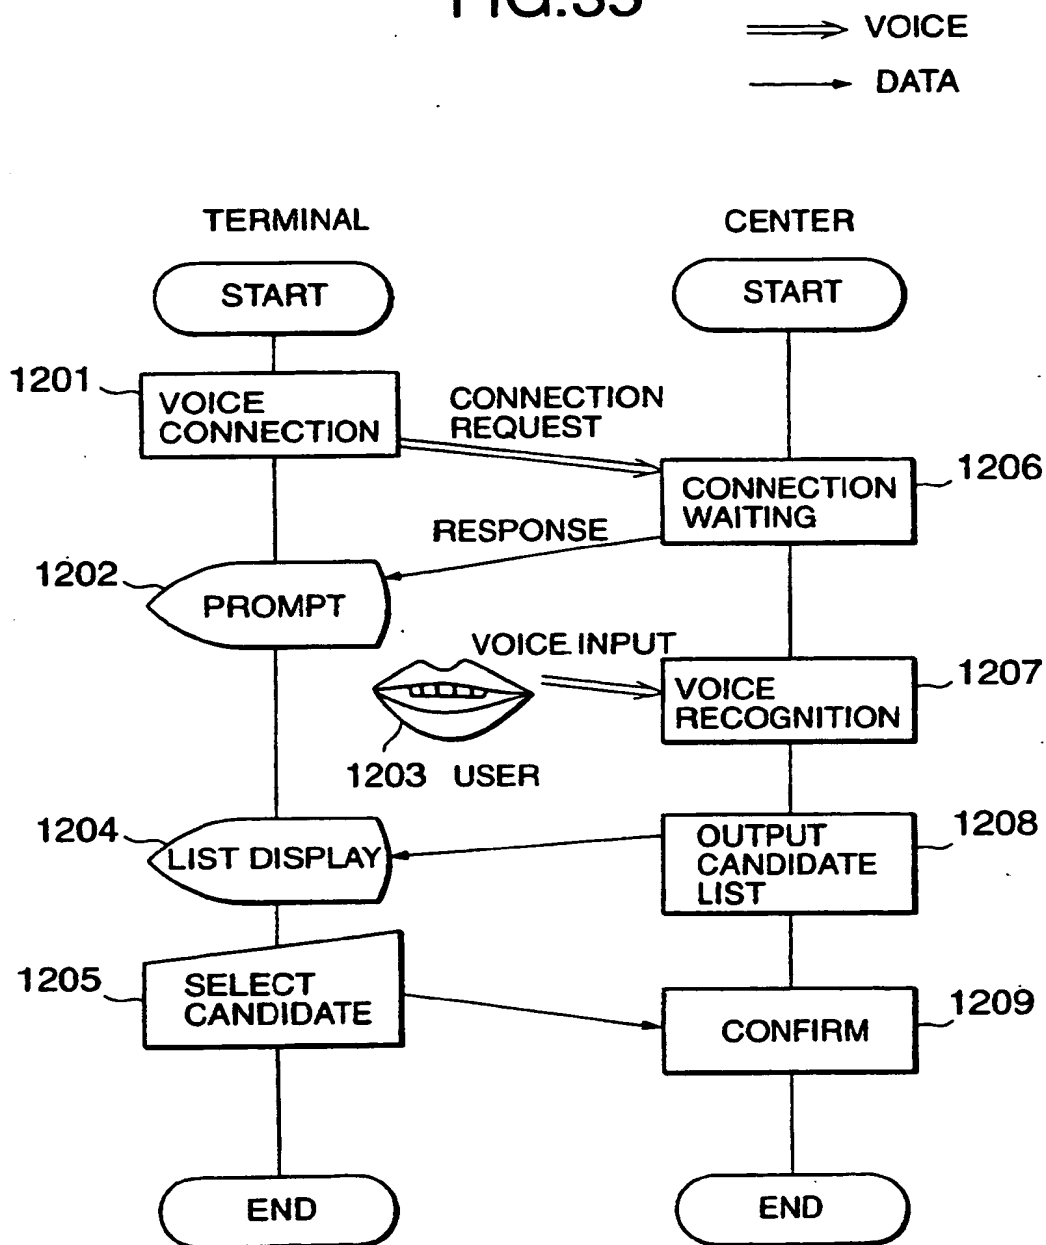 FIG.35
VOICE
DATA
TERMINAL
CENTER
START
START
1201
VOICE
CONNECTION
CONNECTION
REQUEST
1206
CONNECTION
WAITING
RESPONSE
1202
PROMPT
VOICE INPUT
1207
VOICE
RECOGNITION
1203 USER
1204
LIST DISPLAY
1208
OUTPUT
CANDIDATE
LIST
1205
SELECT
CANDIDATE
1209
CONFIRM
END
END